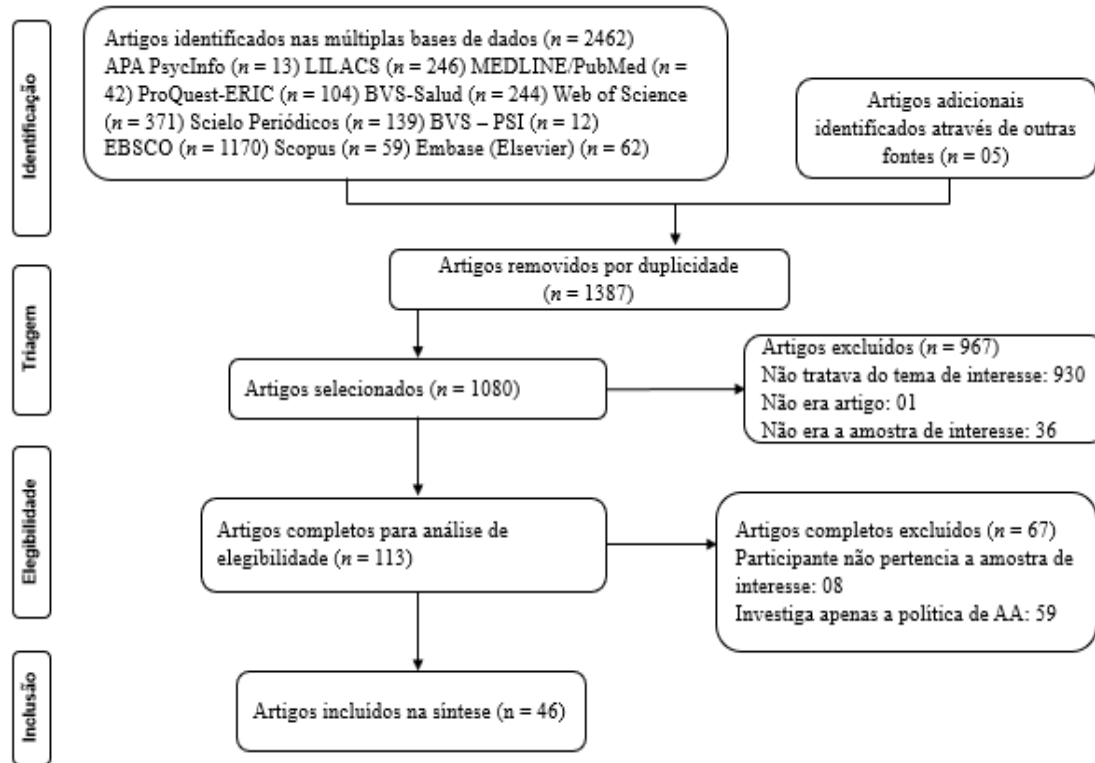 Identificação
Artigos identificados nas múltiplas bases de dados (n = 2462)
APA PsycInfo (n = 13) LILACS (n = 246) MEDLINE/PubMed (n =
42) ProQuest-ERIC (n = 104) BVS-Salud (n = 244) Web of Science
(n = 371) Scielo Periódicos (n = 139) BVS – PSI (n = 12)
EBSCO (n = 1170) Scopus (n = 59) Embase (Elsevier) (n = 62)
Artigos adicionais
identificados através de outras
fontes (n = 05)
Triagem
Artigos removidos por duplicidade
(n = 1387)
Artigos selecionados (n = 1080)
Artigos excluídos (n = 967)
Não tratava do tema de interesse: 930
Não era artigo: 01
Não era a amostra de interesse: 36
Elegibilidade
Artigos completos para análise de
elegibilidade (n = 113)
Artigos completos excluídos (n = 67)
Participante não pertencia a amostra de
interesse: 08
Investiga apenas a política de AA: 59
Inclusão
Artigos incluídos na síntese (n = 46)